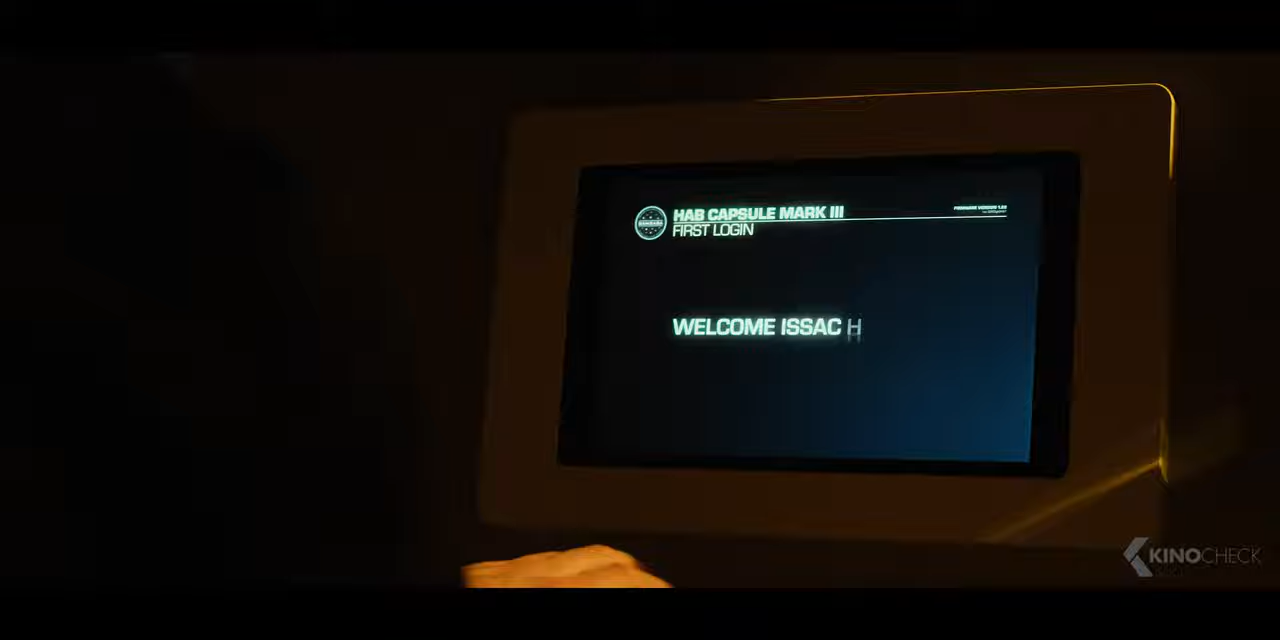 HAB CAPSULE MARK III
FIRST LOGIN
WELCOME ISSAC H
KINOCHECK